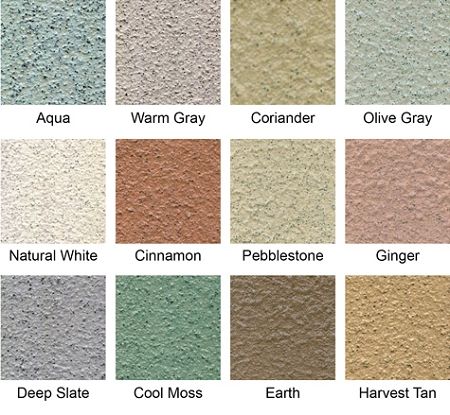 Aqua Warm Gray Coriander Olive Gray
Natural White Cinnamon Pebblestone Ginger
Deep Slate Cool Moss Earth Harvest Tan